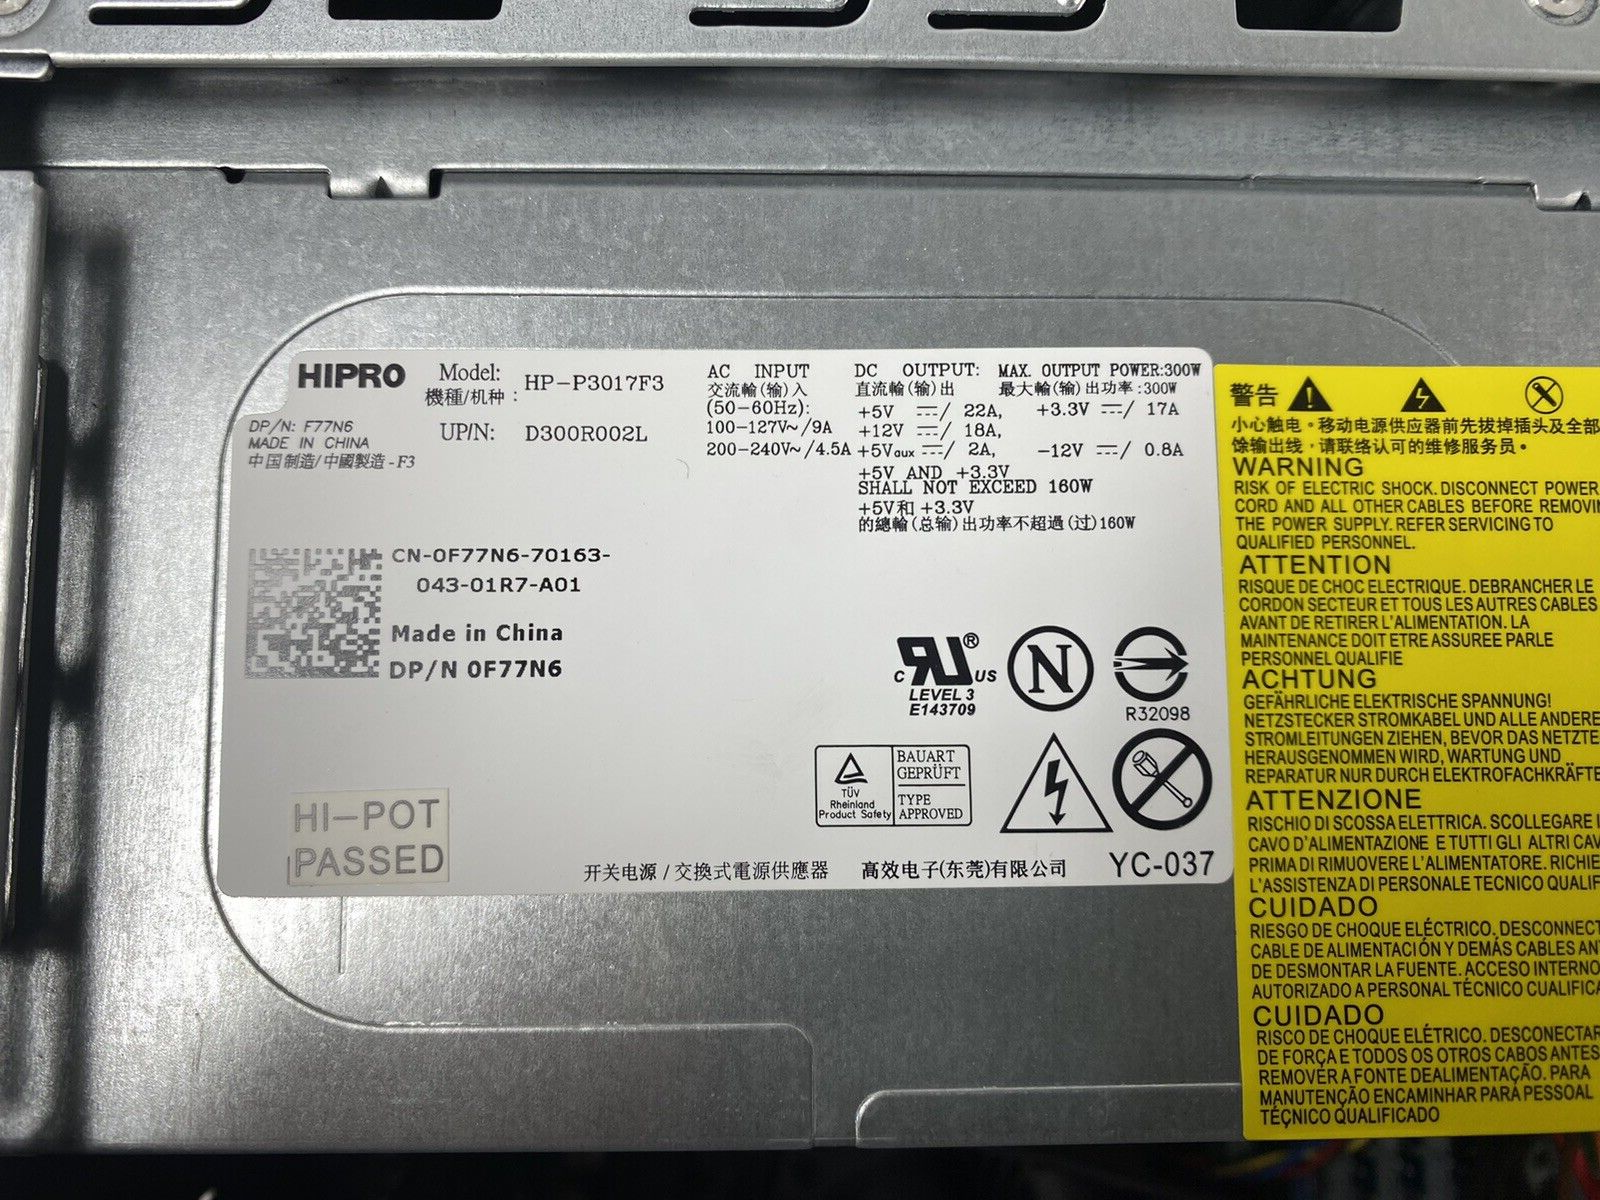 HIPRO
Model: HP-P3017F3
機種/机种 :
UP/N: D300R002L
DP/N: F77N6
MADE IN CHINA
中国制造/中國製造 - F3
AC INPUT
交流輸(输)入
(50-60Hz):
100-127V~/9A
200-240V~/4.5A
DC OUTPUT: MAX. OUTPUT POWER:300W
直流輸(输)出 最大輸(输)出功率:300W
+5V ⎓/ 22A, +3.3V ⎓/ 17A
+12V ⎓/ 18A,
+5Vaux ⎓/ 2A, -12V ⎓/ 0.8A
+5V AND +3.3V
SHALL NOT EXCEED 160W
+5V和 +3.3V
的總輸(总输)出功率不超過(过)160W
CN-0F77N6-70163-
043-01R7-A01
Made in China
DP/N 0F77N6
HI-POT
PASSED
c RU ® US
LEVEL 3
E143709
N
R32098
TÜV
Rheinland
Product Safety
BAUART
GEPRÜFT
TYPE
APPROVED
开关电源/交換式電源供應器 高效电子(东莞)有限公司 YC-037
警告
小心触电。移动电源供应器前先拔掉插头及全部
馀输出线,请联络认可的维修服务员。
WARNING
RISK OF ELECTRIC SHOCK. DISCONNECT POWER
CORD AND ALL OTHER CABLES BEFORE REMOVI
THE POWER SUPPLY. REFER SERVICING TO
QUALIFIED PERSONNEL.
ATTENTION
RISQUE DE CHOC ELECTRIQUE. DEBRANCHER LE
CORDON SECTEUR ET TOUS LES AUTRES CABLES
AVANT DE RETIRER L'ALIMENTATION. LA
MAINTENANCE DOIT ETRE ASSUREE PARLE
PERSONNEL QUALIFIE
ACHTUNG
GEFÄHRLICHE ELEKTRISCHE SPANNUNG!
NETZSTECKER STROMKABEL UND ALLE ANDERE
STROMLEITUNGEN ZIEHEN, BEVOR DAS NETZTE
HERAUSGENOMMEN WIRD, WARTUNG UND
REPARATUR NUR DURCH ELEKTROFACHKRÄFTE
ATTENZIONE
RISCHIO DI SCOSSA ELETTRICA. SCOLLEGARE I
CAVO D'ALIMENTAZIONE E TUTTI GLI ALTRI CAV
PRIMA DI RIMUOVERE L'ALIMENTATORE. RICHIE
L'ASSISTENZA DI PERSONALE TECNICO QUALIF
CUIDADO
RIESGO DE CHOQUE ELÉCTRICO. DESCONNECT
CABLE DE ALIMENTACIÓN Y DEMÁS CABLES AN
DE DESMONTAR LA FUENTE. ACCESO INTERNO
AUTORIZADO A PERSONAL TÉCNICO CUALIFICA
CUIDADO
RISCO DE CHOQUE ELÉTRICO. DESCONECTAR
DE FORÇA E TODOS OS OTROS CABOS ANTES
REMOVER A FONTE DEALIMENTAÇÃO. PARA
MANUTENÇÃO ENCAMINHAR PARA PESSOAL
TÉCNICO QUALIFICADO